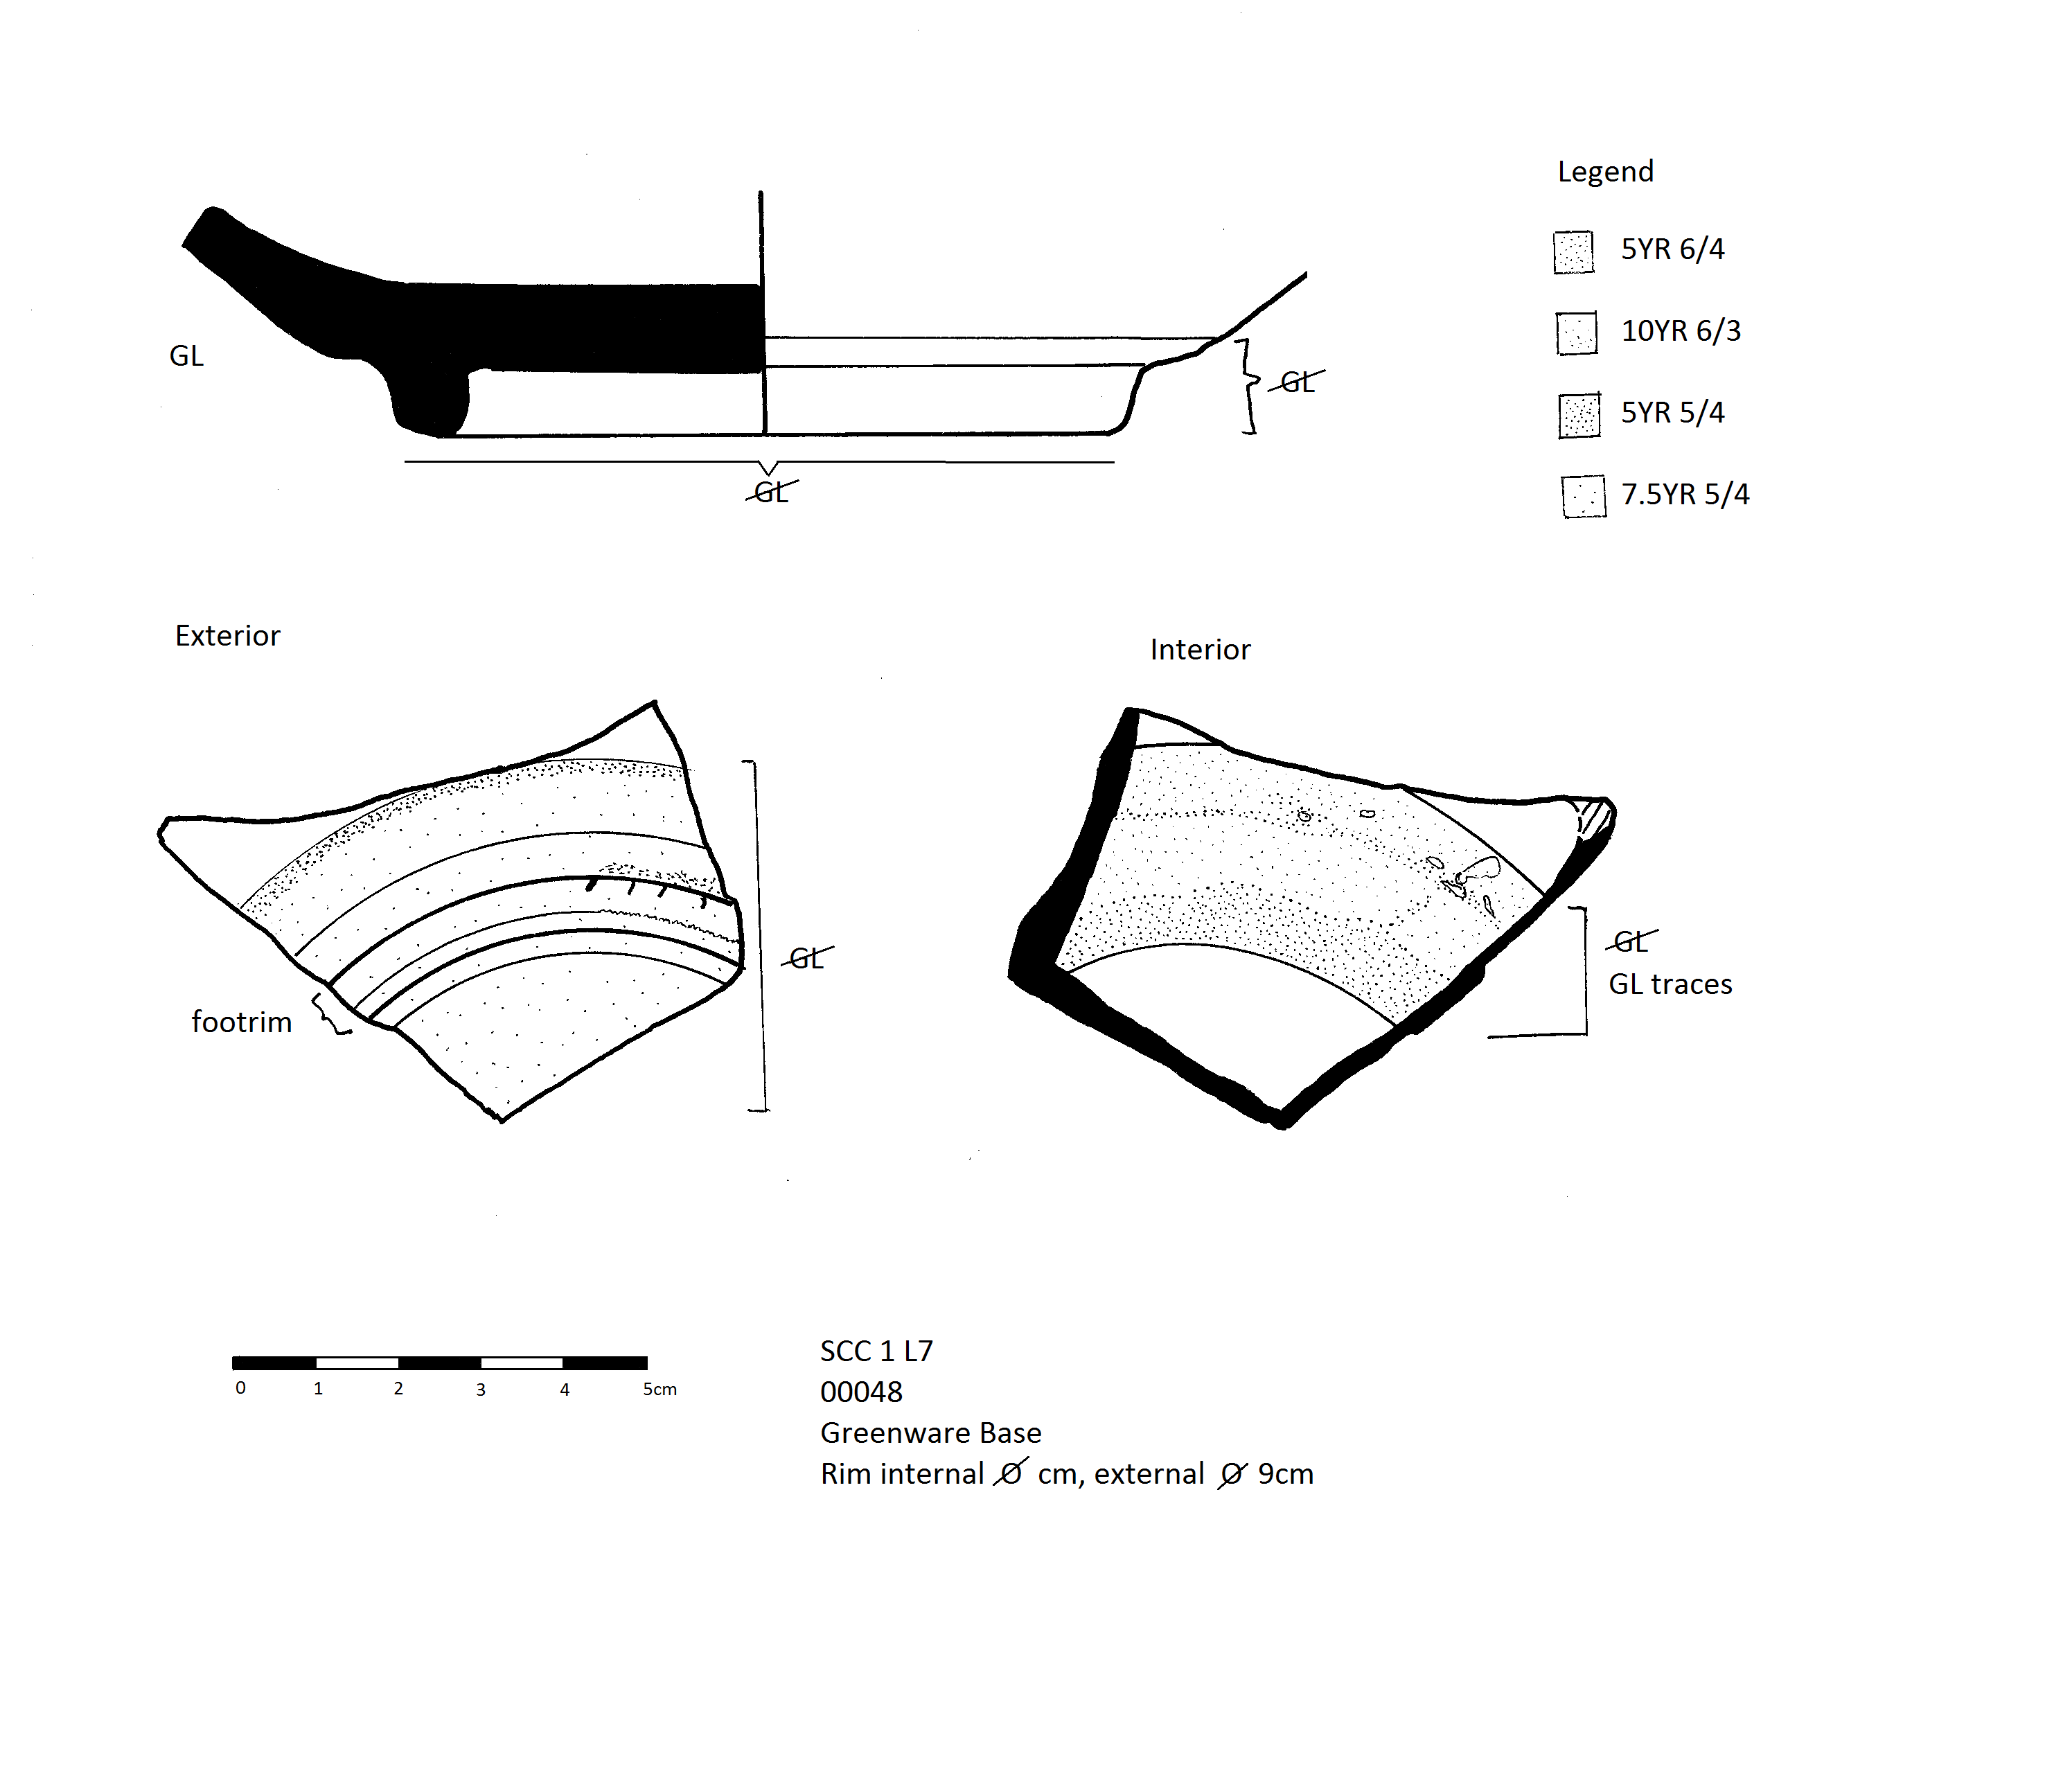 Legend
5YR 6/4
10YR 6/3
5YR 5/4
7.5YR 5/4
GL
GL
GL
Exterior
Interior
footrim
GL
GL
GL traces
0 1 2 3 4 5cm
SCC 1 L7
00048
Greenware Base
Rim internal Ø cm, external Ø 9cm